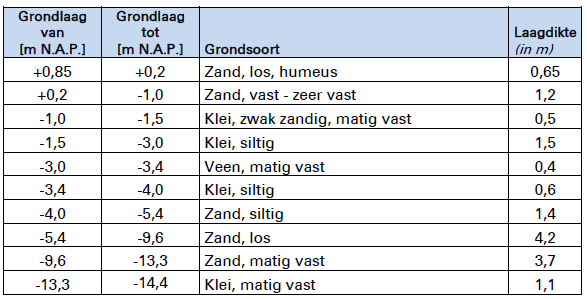 Grondlaag van [m N.A.P.] Grondlaag tot [m N.A.P.] Grondsoort Laagdikte (in m)
+0,85 +0,2 Zand, los, humeus 0,65
+0,2 -1,0 Zand, vast - zeer vast 1,2
-1,0 -1,5 Klei, zwak zandig, matig vast 0,5
-1,5 -3,0 Klei, siltig 1,5
-3,0 -3,4 Veen, matig vast 0,4
-3,4 -4,0 Klei, siltig 0,6
-4,0 -5,4 Zand, siltig 1,4
-5,4 -9,6 Zand, los 4,2
-9,6 -13,3 Zand, matig vast 3,7
-13,3 -14,4 Klei, matig vast 1,1